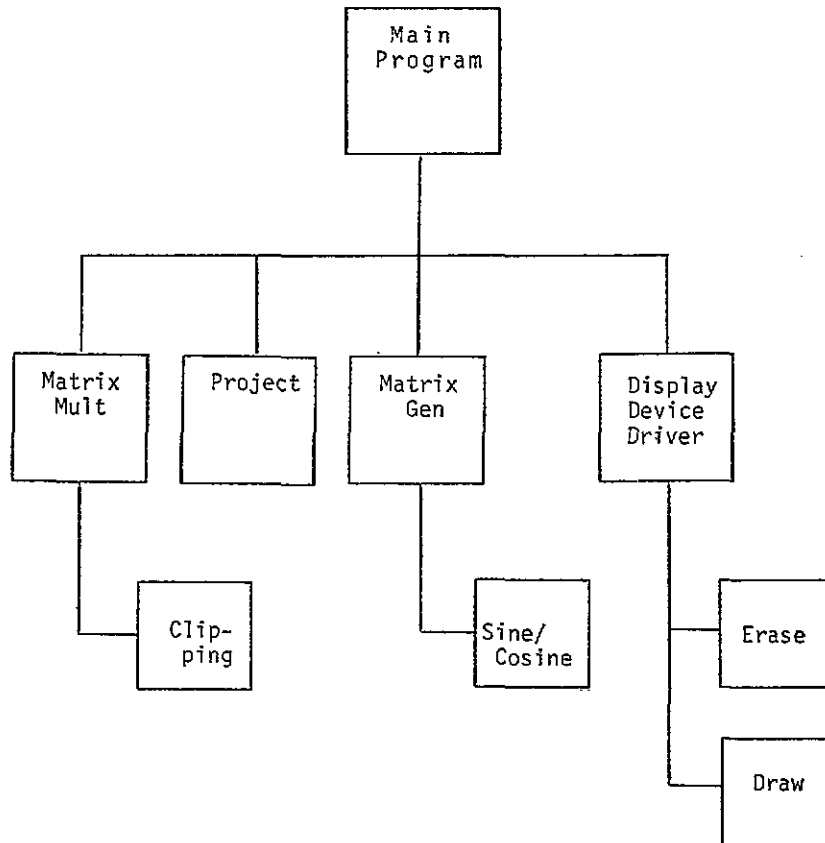 Main
Program
Matrix
Mult
Project
Matrix
Gen
Display
Device
Driver
Clip-
ping
Sine/
Cosine
Erase
Draw